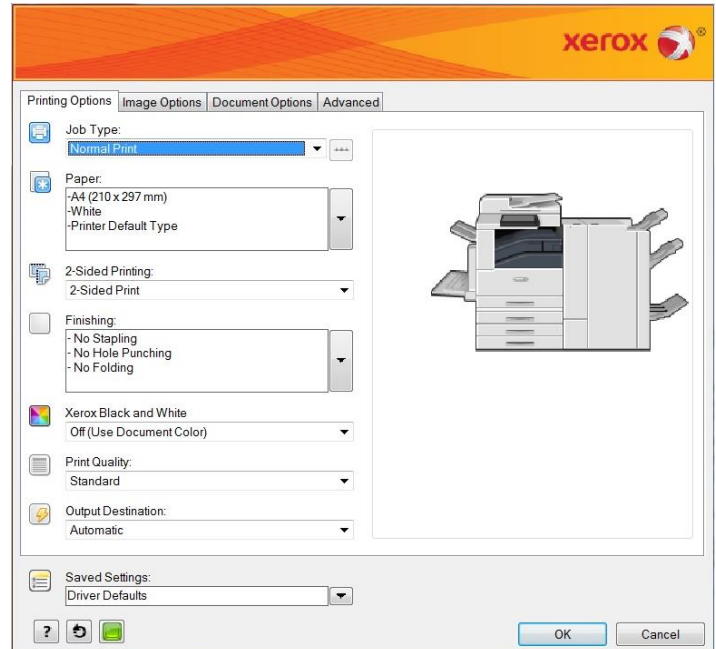 xerox ®
Printing Options Image Options Document Options Advanced
Job Type:
Normal Print
Paper:
-A4 (210 x 297 mm)
-White
-Printer Default Type
2-Sided Printing:
2-Sided Print
Finishing:
- No Stapling
- No Hole Punching
- No Folding
Xerox Black and White
Off (Use Document Color)
Print Quality:
Standard
Output Destination:
Automatic
Saved Settings:
Driver Defaults
?
OK Cancel